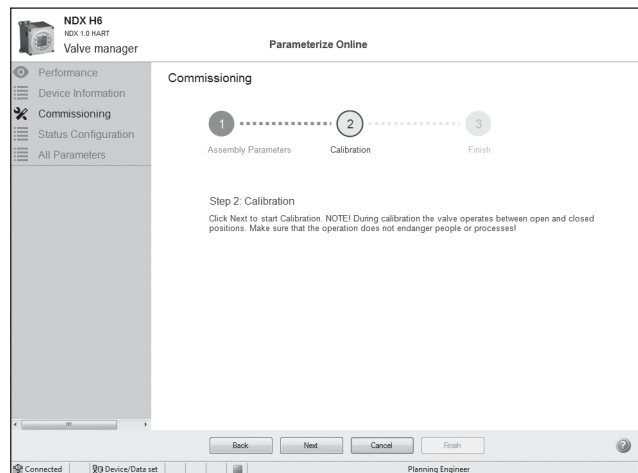 NDX H6
NDX 1.0 HART
Valve manager
Parameterize Online
Performance
Device Information
Commissioning
Status Configuration
All Parameters
Commissioning
1
2
3
Assembly Parameters
Calibration
Finish
Step 2: Calibration
Click Next to start Calibration. NOTE! During calibration the valve operates between open and closed
positions. Make sure that the operation does not endanger people or processes!
Back
Next
Cancel
Finish
?
Connected
Device/Data set
Planning Engineer